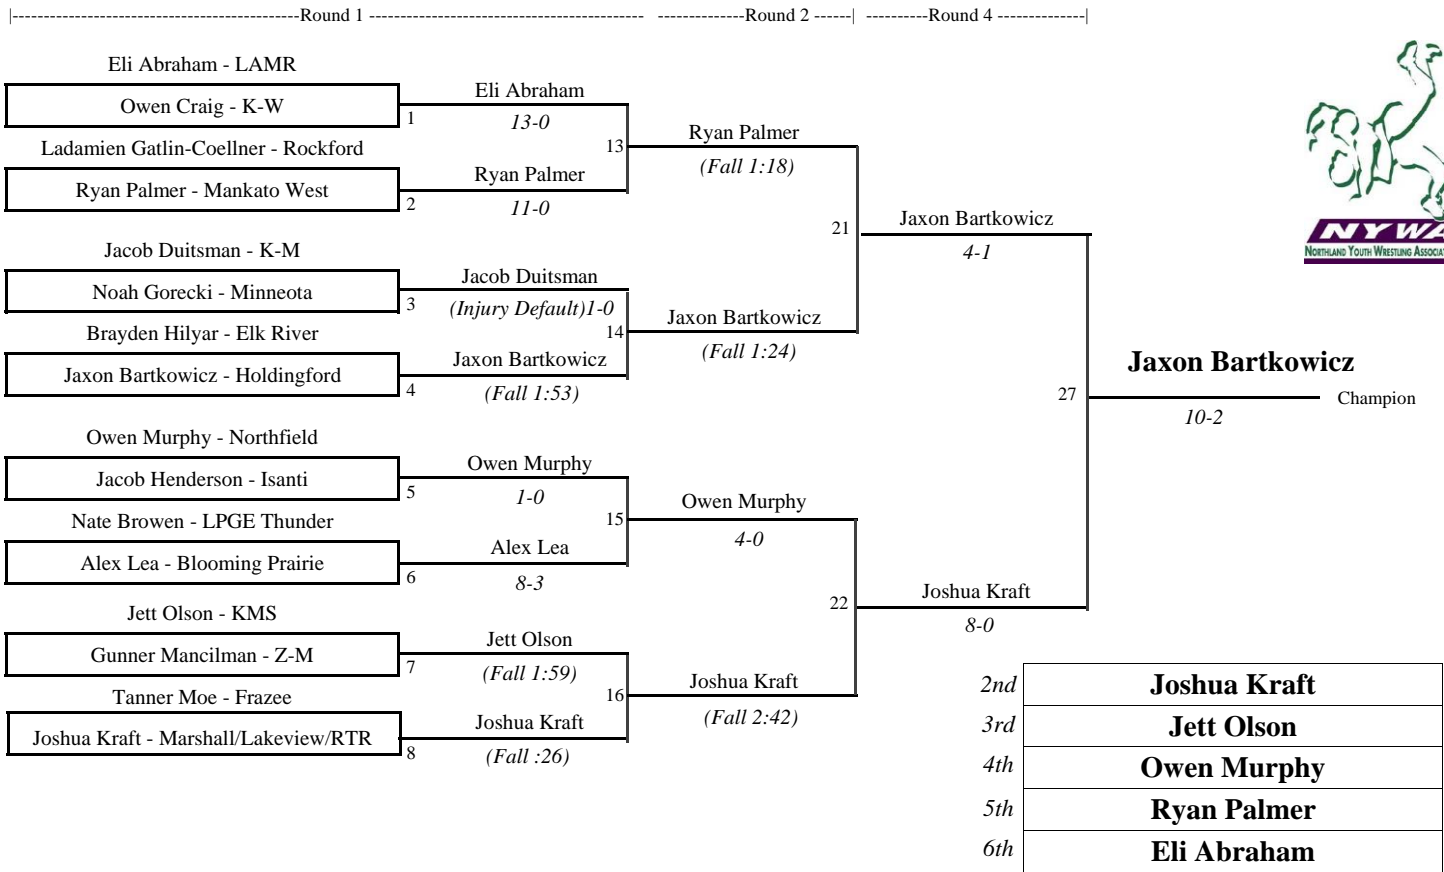 |------------------------------------------Round 1 ---------------------------------------- --------------Round 2 ------| ----------Round 4 --------------|
Eli Abraham - LAMR
Owen Craig - K-W
1
Eli Abraham
13-0
Ladamien Gatlin-Coellner - Rockford
Ryan Palmer - Mankato West
2
Ryan Palmer
11-0
13
Ryan Palmer
(Fall 1:18)
Jacob Duitsman - K-M
Noah Gorecki - Minneota
3
Jacob Duitsman
(Injury Default)1-0
Brayden Hilyar - Elk River
Jaxon Bartkowicz - Holdingford
4
Jaxon Bartkowicz
(Fall 1:53)
14
Jaxon Bartkowicz
(Fall 1:24)
21
Jaxon Bartkowicz
4-1
Owen Murphy - Northfield
Jacob Henderson - Isanti
5
Owen Murphy
1-0
Nate Browen - LPGE Thunder
Alex Lea - Blooming Prairie
6
Alex Lea
8-3
15
Owen Murphy
4-0
Jett Olson - KMS
Gunner Mancilman - Z-M
7
Jett Olson
(Fall 1:59)
Tanner Moe - Frazee
Joshua Kraft - Marshall/Lakeview/RTR
8
Joshua Kraft
(Fall :26)
16
Joshua Kraft
(Fall 2:42)
22
Joshua Kraft
8-0
27
Jaxon Bartkowicz
10-2
Champion
NYWA
NORTHLAND YOUTH WRESTLING
2nd Joshua Kraft
3rd Jett Olson
4th Owen Murphy
5th Ryan Palmer
6th Eli Abraham